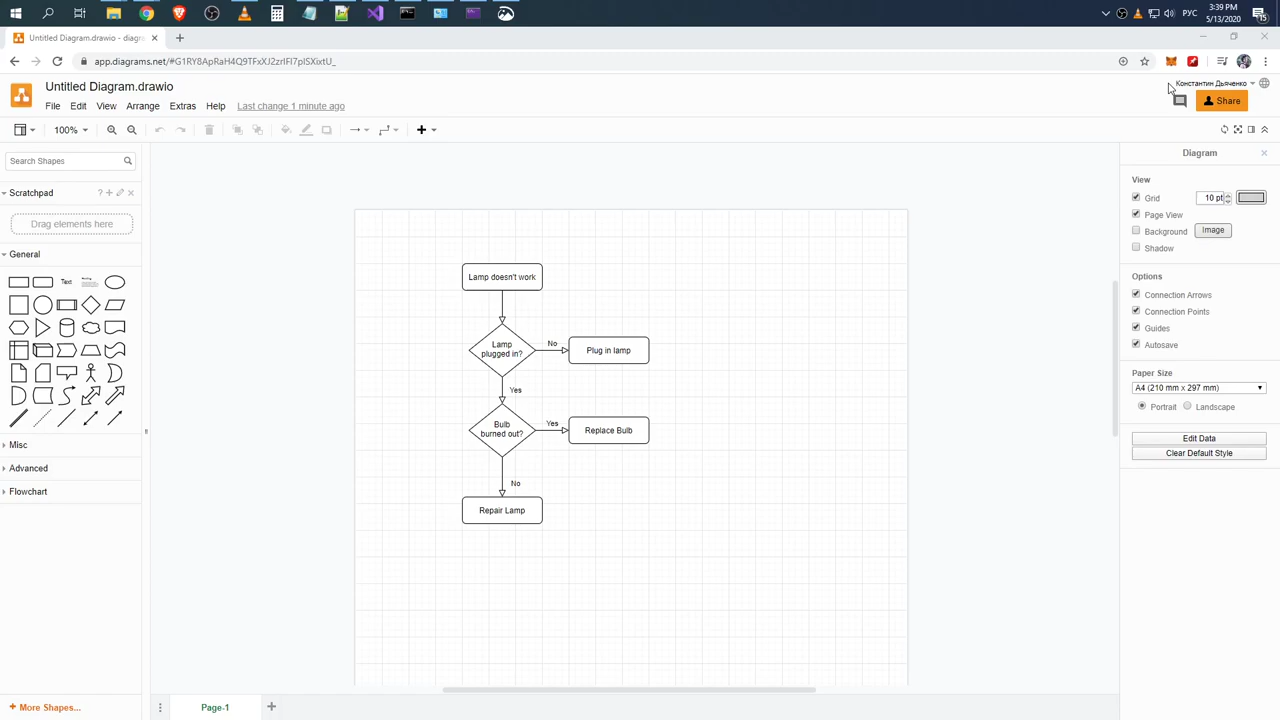 3:39 PM
РУС
5/13/2020
15
Untitled Diagram.drawio - diagr
app.diagrams.net/#G1RY8ApRaH4Q9TFxXJ2zrIFI7pISXixtU_
Untitled Diagram.drawio
Константин Дьяченко
File Edit View Arrange Extras Help Last change 1 minute ago
Share
100%
Search Shapes
Diagram
View
Scratchpad
Grid 10 pt
Page View
Drag elements here
Background Image
Shadow
General
Options
Lamp doesn't work
Text
Connection Arrows
Connection Points
Guides
Autosave
Lamp
plugged in?
No
Plug in lamp
Paper Size
A4 (210 mm x 297 mm)
Yes
Portrait Landscape
Bulb
burned out?
Yes
Replace Bulb
Edit Data
Misc
Clear Default Style
Advanced
No
Flowchart
Repair Lamp
More Shapes...
Page-1